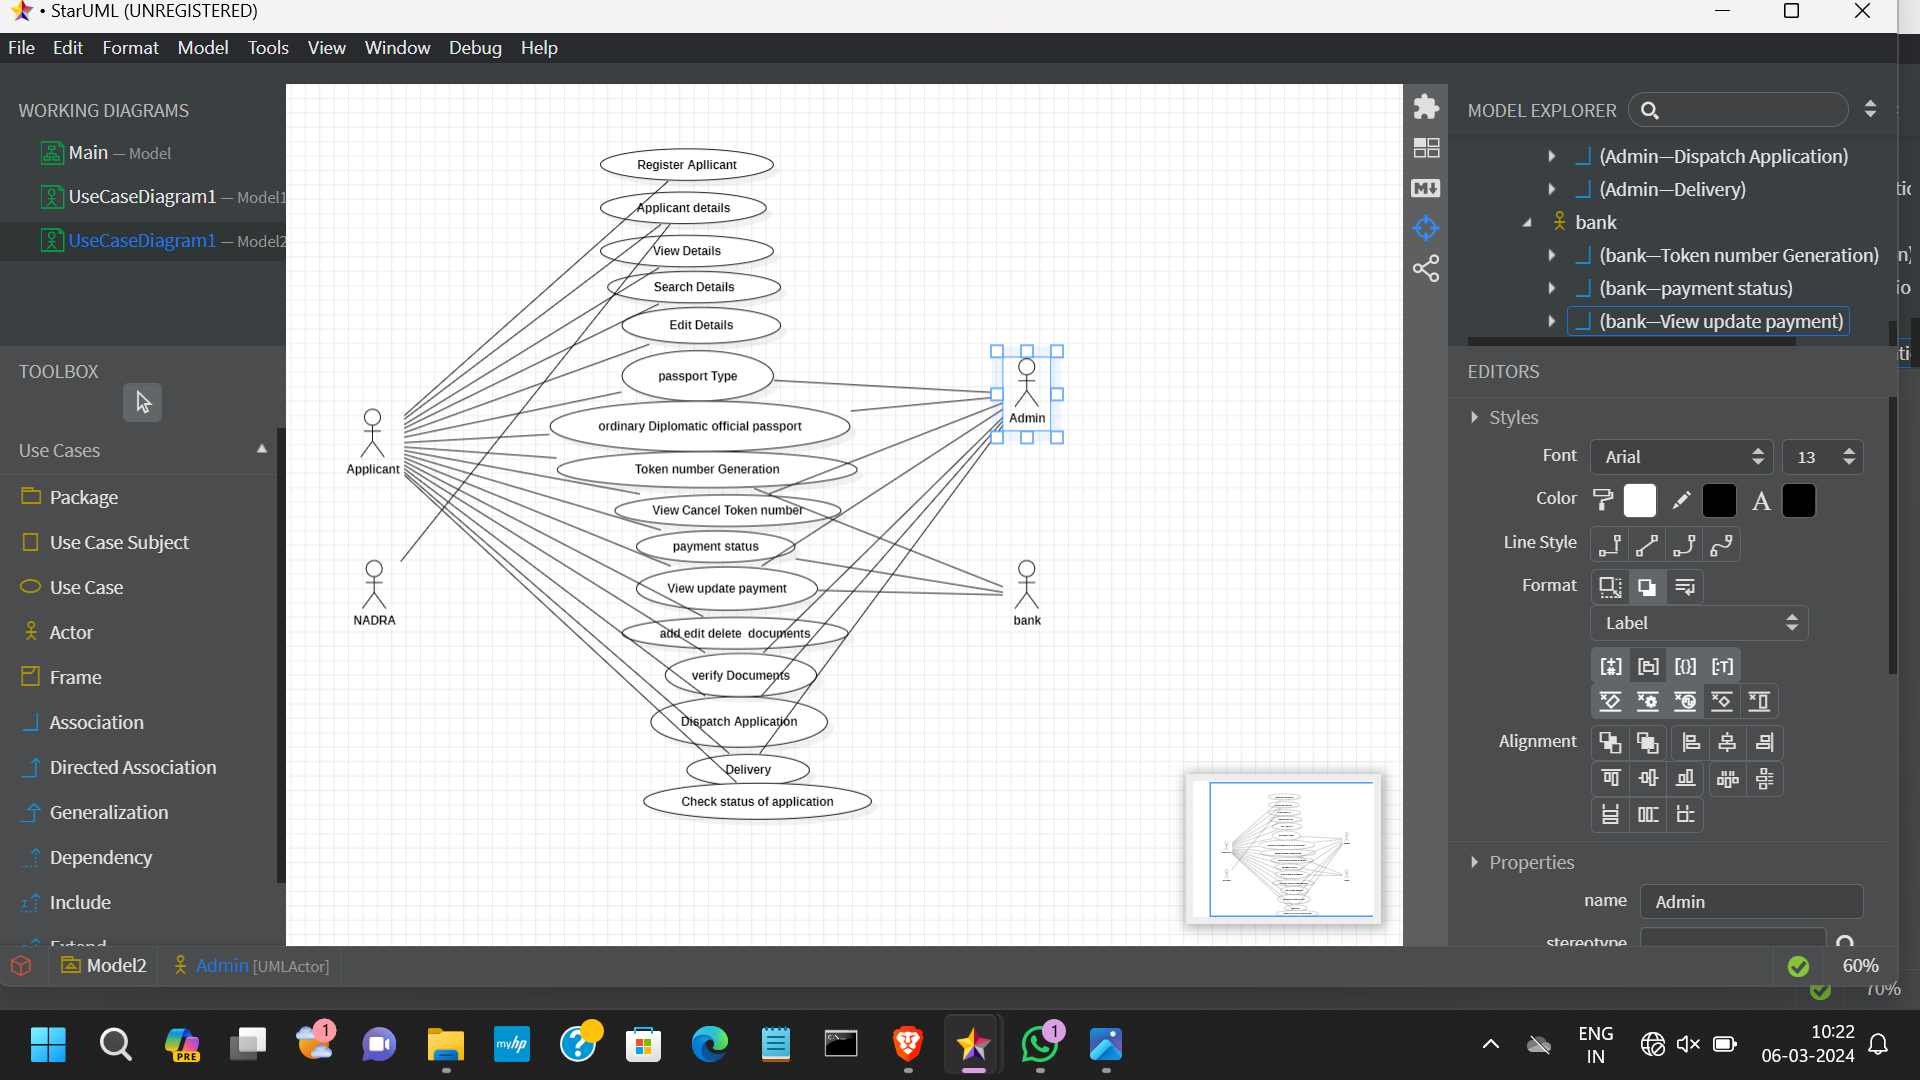 • StarUML (UNREGISTERED)
File Edit Format Model Tools View Window Debug Help
WORKING DIAGRAMS
Main — Model
UseCaseDiagram1 — Model1
UseCaseDiagram1 — Model2
TOOLBOX
Use Cases
Package
Use Case Subject
Use Case
Actor
Frame
Association
Directed Association
Generalization
Dependency
Include
Extend
Register Apllicant
Applicant details
View Details
Search Details
Edit Details
passport Type
ordinary Diplomatic official passport
Token number Generation
View Cancel Token number
payment status
View update payment
add edit delete documents
verify Documents
Dispatch Application
Delivery
Check status of application
Applicant
NADRA
Admin
bank
MODEL EXPLORER
(Admin—Dispatch Application)
(Admin—Delivery)
bank
(bank—Token number Generation)
(bank—payment status)
(bank—View update payment)
EDITORS
Styles
Font Arial 13
Color A
Line Style
Format
Label
Alignment
Properties
name Admin
stereotype
Model2 Admin [UMLActor] 60%
70%
PRE
1
myhp
1
ENG
IN
10:22
06-03-2024